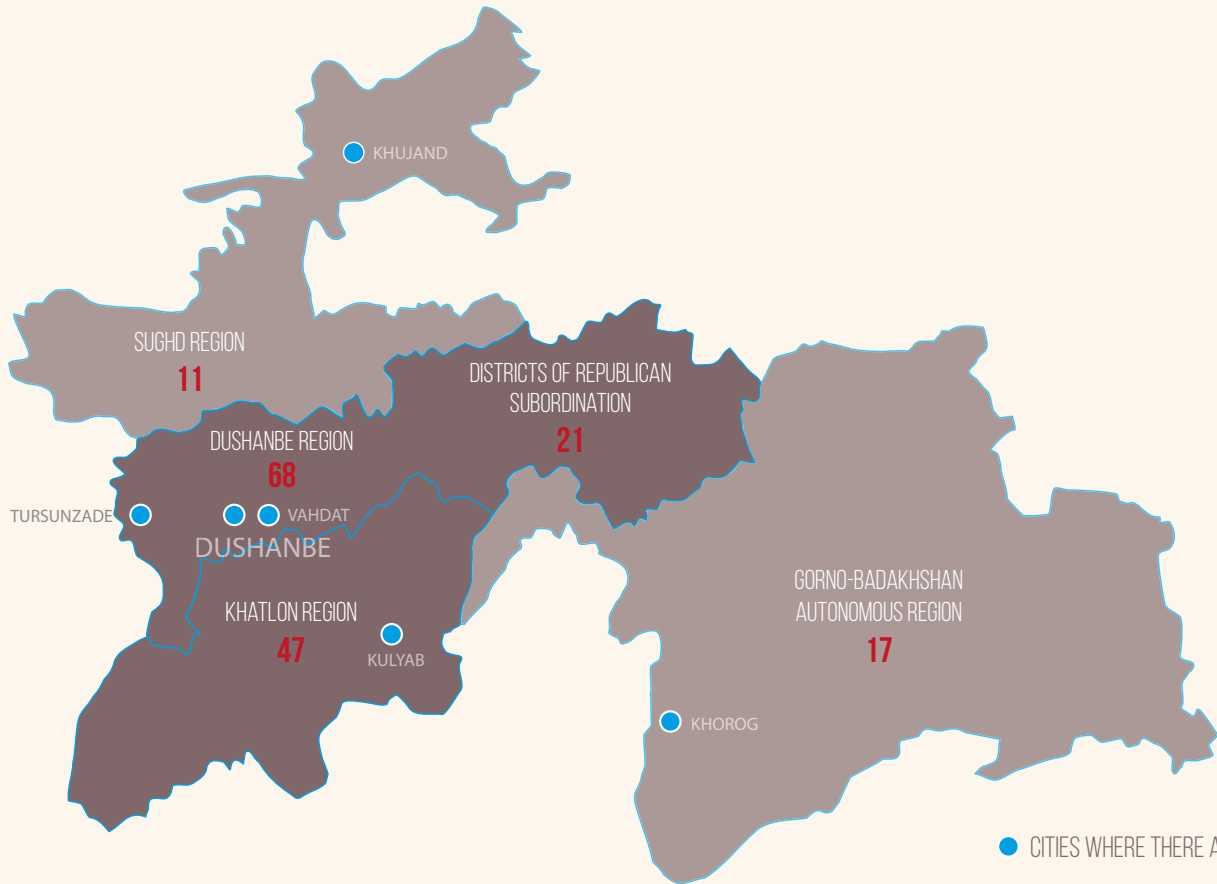 KHUJAND
SUGHD REGION
11
DISTRICTS OF REPUBLICAN
SUBORDINATION
21
DUSHANBE REGION
68
TURSUNZADE
VAHDAT
DUSHANBE
GORNO-BADAKHSHAN
AUTONOMOUS REGION
17
KHATLON REGION
47
KULYAB
KHOROG
CITIES WHERE THERE